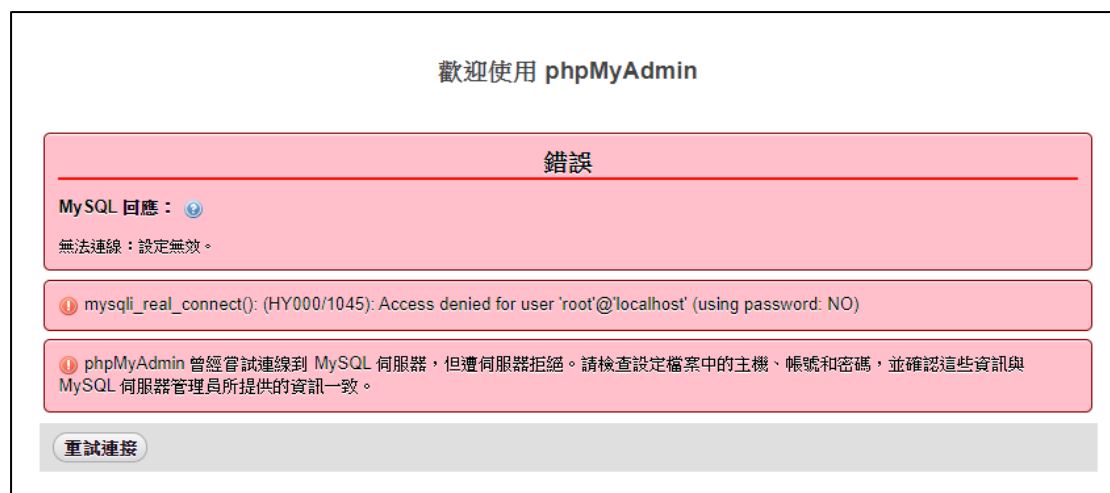 歡迎使用 phpMyAdmin
錯誤
MySQL 回應：
無法連線：設定無效。
mysqli_real_connect(): (HY000/1045): Access denied for user 'root'@'localhost' (using password: NO)
phpMyAdmin 曾經嘗試連線到 MySQL 伺服器，但遭伺服器拒絕。請檢查設定檔案中的主機、帳號和密碼，並確認這些資訊與
MySQL 伺服器管理員所提供的資訊一致。
重試連接